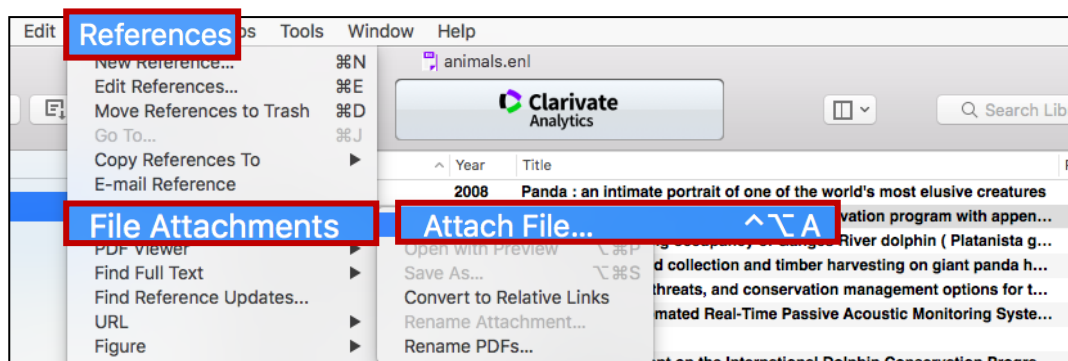 Edit References ps Tools Window Help
New Reference... ⌘N
animals.enl
Edit References... ⌘E
Move References to Trash ⌘D
Clarivate
Analytics
Search Lib
Go To... ⌘J
Copy References To
Year Title
E-mail Reference
2008 Panda : an intimate portrait of one of the world's most elusive creatures
File Attachments
Attach File... ^⌥A
vation program with appen...
PDF Viewer
Open with Preview ⌥⌘P
River dolphin ( Platanista g...
Find Full Text
Save As... ⌥⌘S
d collection and timber harvesting on giant panda h...
Find Reference Updates...
Convert to Relative Links
threats, and conservation management options for t...
URL
Rename Attachment...
mated Real-Time Passive Acoustic Monitoring Syste...
Figure
Rename PDFs...